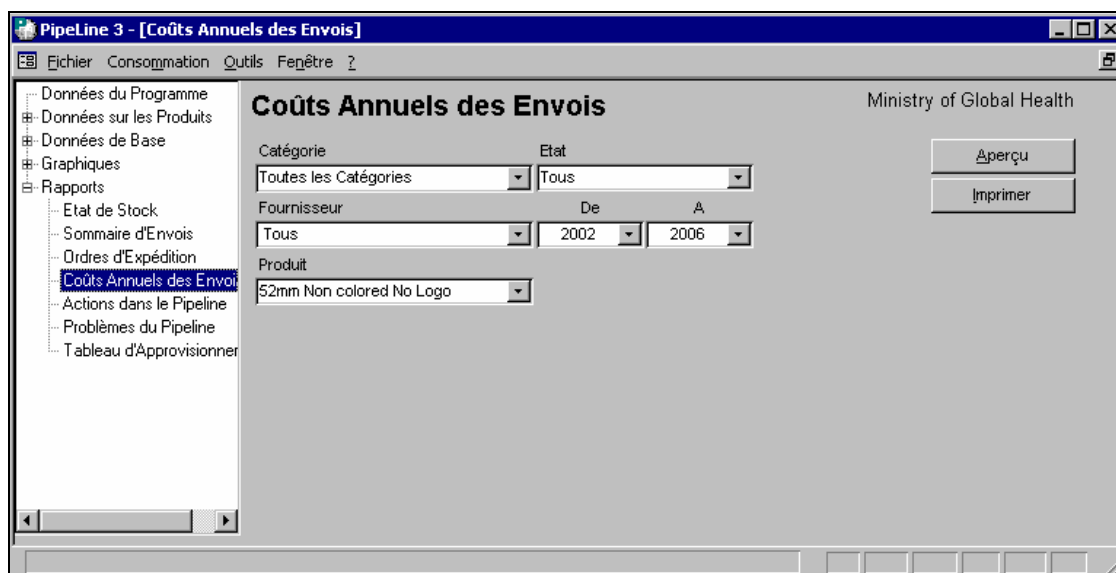 PipeLine 3 - [Coûts Annuels des Envois]
Fichier Consommation Outils Fenêtre ?
Données du Programme
Données sur les Produits
Données de Base
Graphiques
Rapports
Etat de Stock
Sommaire d'Envois
Ordres d'Expédition
Coûts Annuels des Envoi
Actions dans le Pipeline
Problèmes du Pipeline
Tableau d'Approvisionner
Coûts Annuels des Envois
Ministry of Global Health
Catégorie Etat
Toutes les Catégories Tous
Fournisseur De A
Tous 2002 2006
Produit
52mm Non colored No Logo
Aperçu
Imprimer